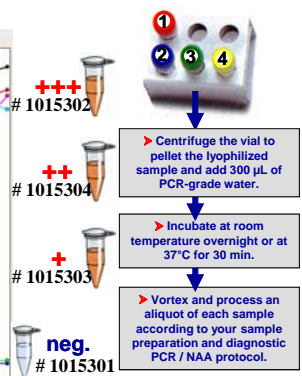 +++
# 1015302
++
# 1015304
+
# 1015303
neg.
# 1015301
1
2
3
4
➤ Centrifuge the vial to
pellet the lyophilized
sample and add 300 µL of
PCR-grade water.
➤ Incubate at room
temperature overnight or at
37°C for 30 min.
➤ Vortex and process an
aliquot of each sample
according to your sample
preparation and diagnostic
PCR / NAA protocol.